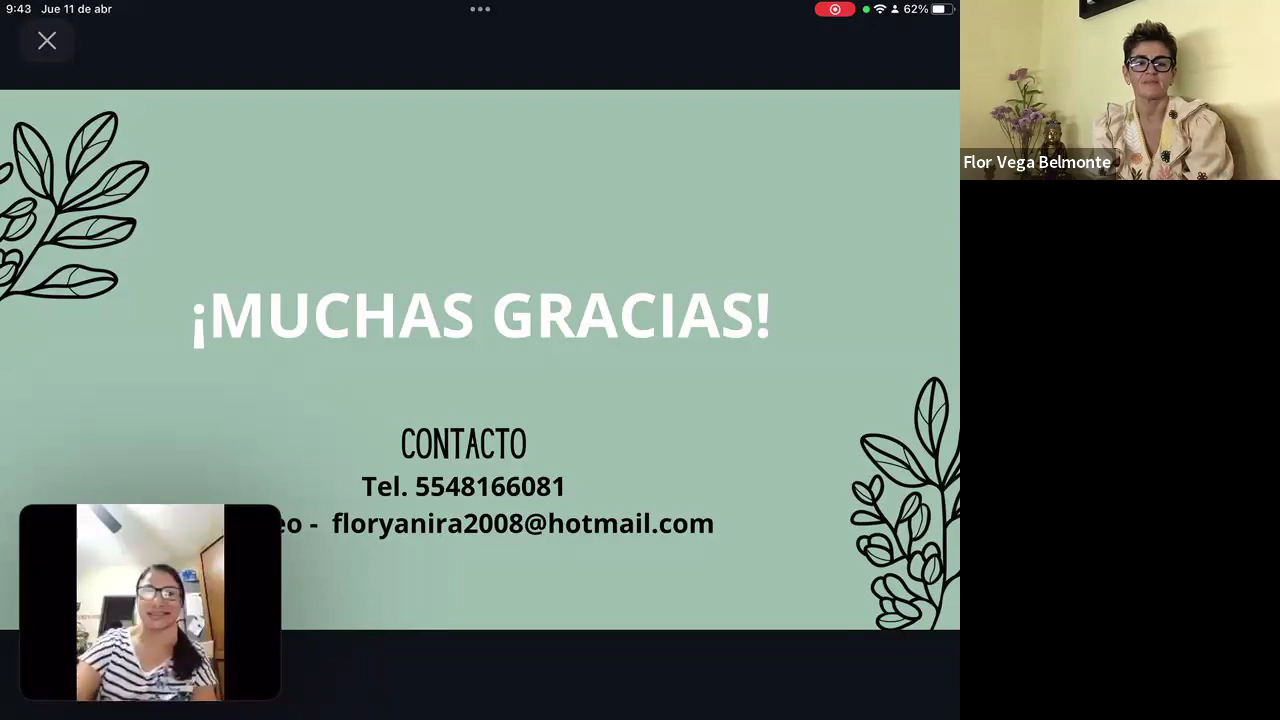 9:43 Jue 11 de abr
62%
Flor Vega Belmonte
¡MUCHAS GRACIAS!
CONTACTO
Tel. 5548166081
eo - floryanira2008@hotmail.com